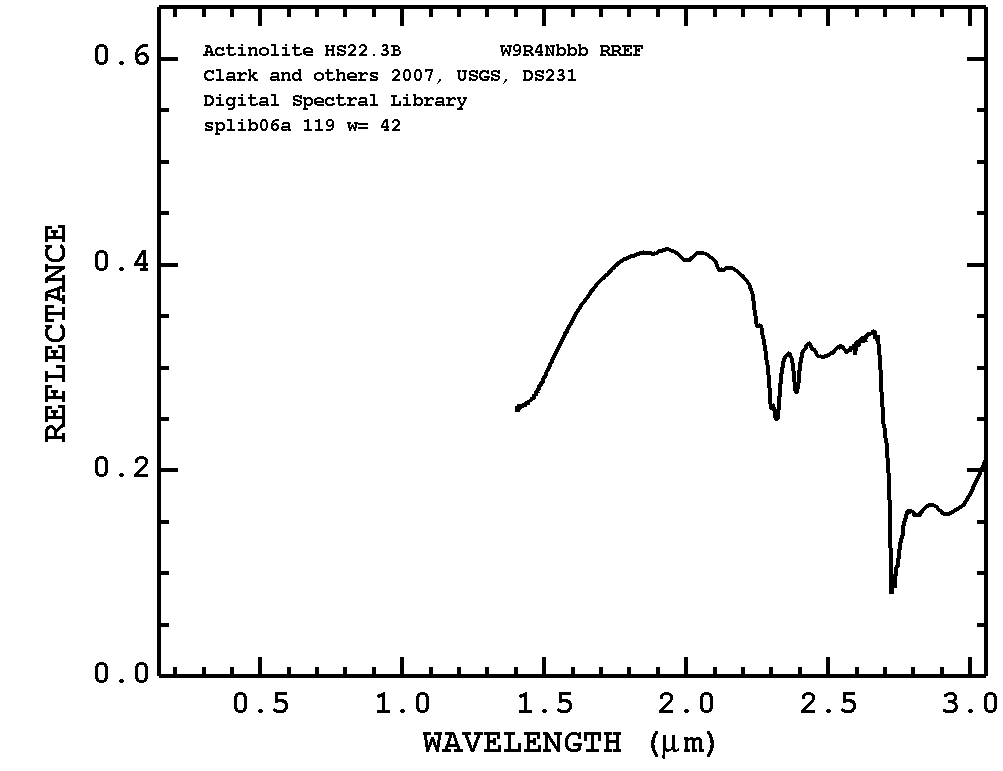 Actinolite HS22.3B W9R4Nbbb RREF
Clark and others 2007, USGS, DS231
Digital Spectral Library
splib06a 119 w= 42
0.6
0.4
0.2
0.0
REFLECTANCE
0.5 1.0 1.5 2.0 2.5 3.0
WAVELENGTH (μm)